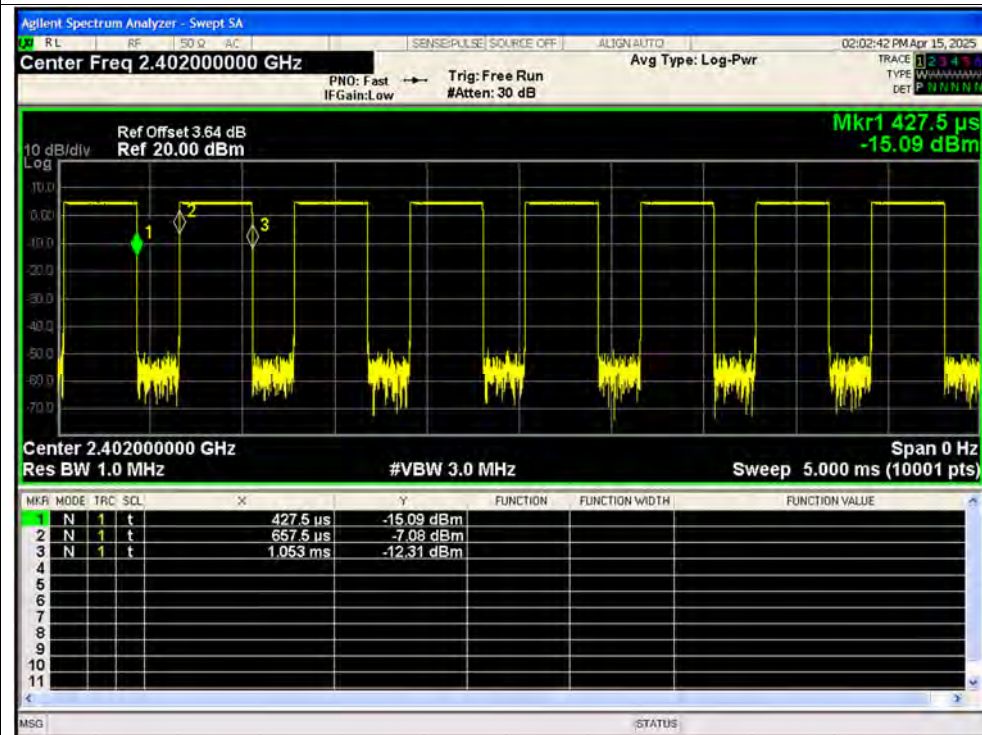 Agilent Spectrum Analyzer - Swept SA
RL RF 50 Ω AC SENSE:PULSE SOURCE OFF ALIGN AUTO 02:02:42 PM Apr 15, 2025
Center Freq 2.402000000 GHz Avg Type: Log-Pwr TRACE 1 2 3 4 5 6
PNO: Fast Trig: Free Run TYPE W
IFGain:Low #Atten: 30 dB DET P N N N N N
Mkr1 427.5 µs
Ref Offset 3.64 dB
10 dB/div Ref 20.00 dBm -15.09 dBm
Log
10.0
0.00
-10.0
-20.0
-30.0
-40.0
-50.0
-60.0
-70.0
1
2
3
Center 2.402000000 GHz Span 0 Hz
Res BW 1.0 MHz #VBW 3.0 MHz Sweep 5.000 ms (10001 pts)
MKR MODE TRC SCL X Y FUNCTION FUNCTION WIDTH FUNCTION VALUE
1 N 1 t 427.5 µs -15.09 dBm
2 N 1 t 657.5 µs -7.08 dBm
3 N 1 t 1.053 ms -12.31 dBm
4
5
6
7
8
9
10
11
MSG STATUS